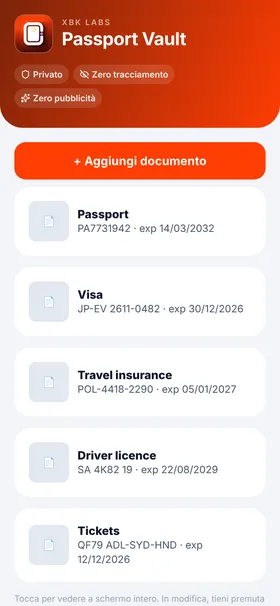 XBK LABS
Passport Vault
Privato
Zero tracciamento
Zero pubblicità
+ Aggiungi documento
Passport
PA7731942 · exp 14/03/2032
Visa
JP-EV 2611-0482 · exp 30/12/2026
Travel insurance
POL-4418-2290 · exp 05/01/2027
Driver licence
SA 4K82 19 · exp 22/08/2029
Tickets
QF79 ADL-SYD-HND · exp
12/12/2026
Tocca per vedere a schermo intero. In modifica, tieni premuta